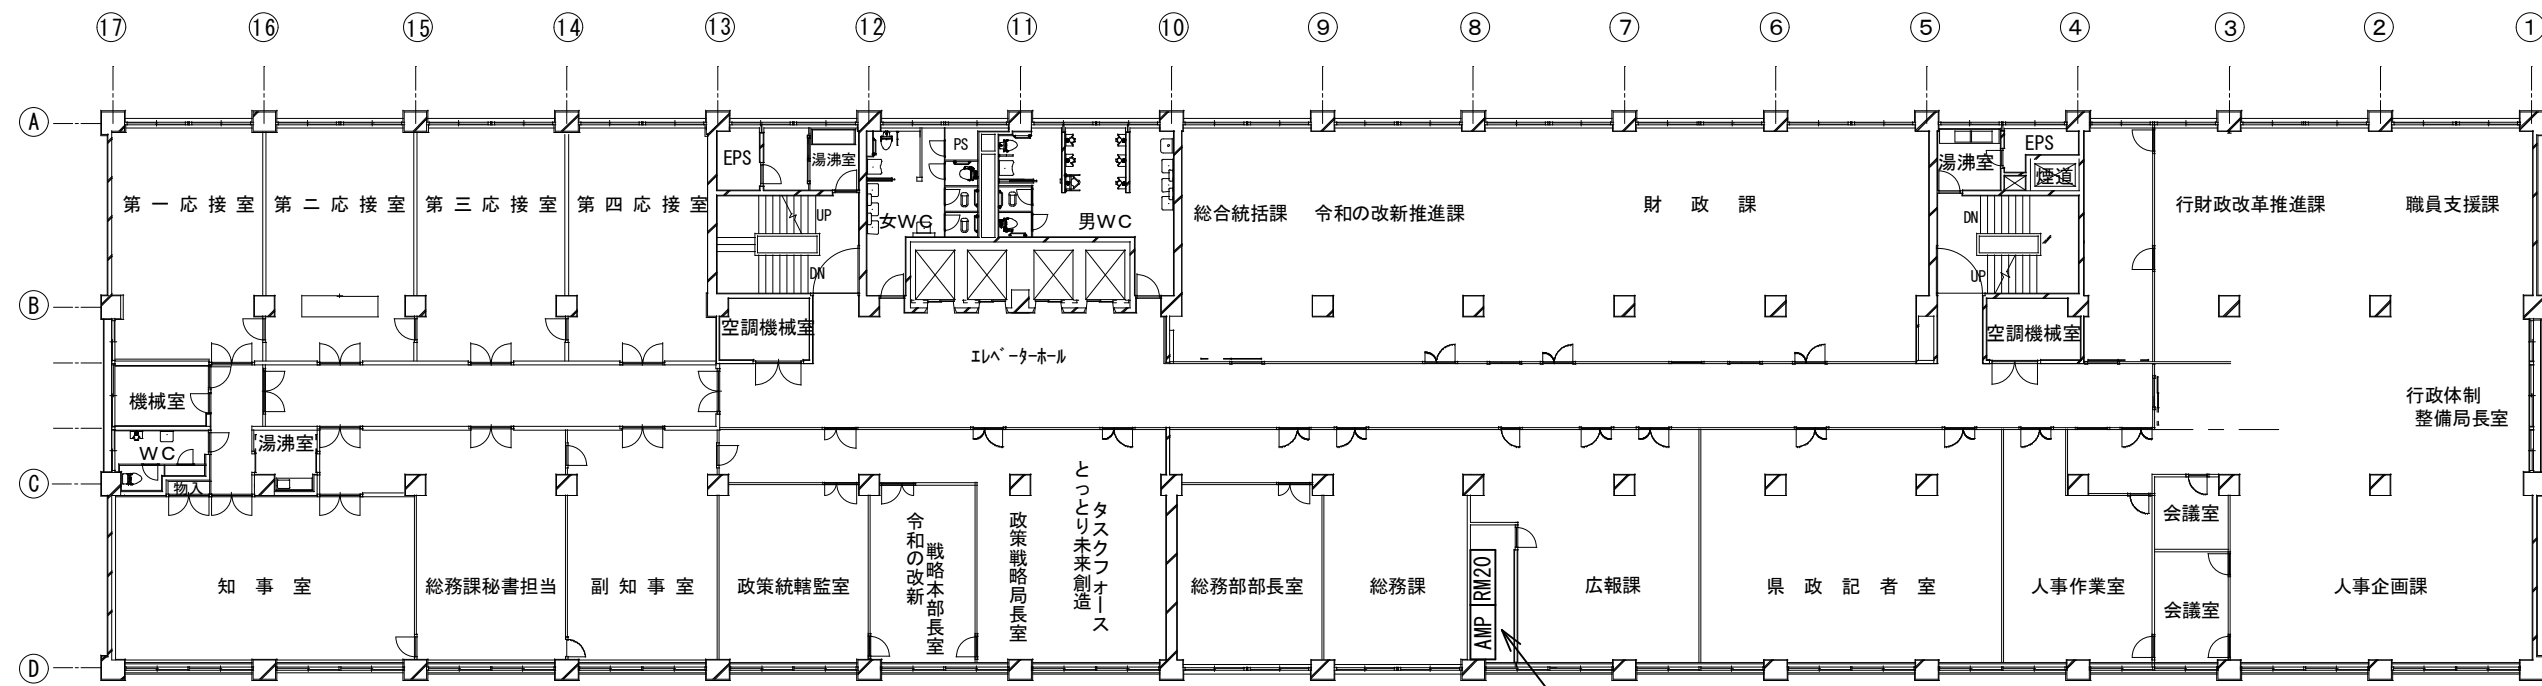 ⑰ ⑯ ⑮ ⑭ ⑬ ⑫ ⑪ ⑩ ⑨ ⑧ ⑦ ⑥ ⑤ ④ ③ ② ①
Ⓐ
EPS
湯沸室
PS
湯沸室
EPS
煙道
第一応接室
第二応接室
第三応接室
第四応接室
UP
DN
女WC
男WC
総合統括課
令和の改新推進課
財政課
DN
UP
行財政改革推進課
職員支援課
Ⓑ
空調機械室
エレベーターホール
空調機械室
機械室
行政体制
整備局長室
WC
湯沸室
物入
Ⓒ
知事室
総務課秘書担当
副知事室
政策統轄監室
令和の改新
戦略本部長室
政策戦略局長室
とっとり未来創造
タスクフォース
総務部部長室
総務課
RM20
AMP
広報課
県政記者室
人事作業室
会議室
会議室
人事企画課
Ⓓ